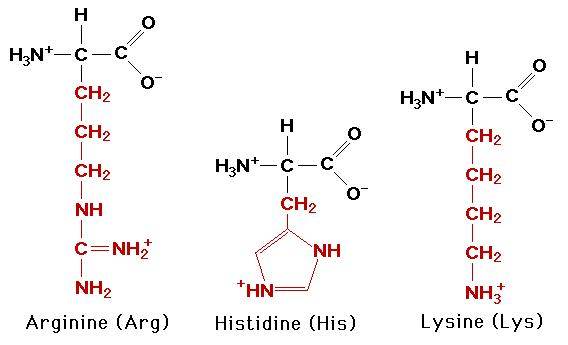 H O
H₃N⁺—C—C
O⁻
CH₂
CH₂
CH₂
NH
C=NH₂⁺
NH₂
Arginine (Arg)
H O
H₃N⁺—C—C
O⁻
CH₂
NH
⁺HN
Histidine (His)
H O
H₃N⁺—C—C
O⁻
CH₂
CH₂
CH₂
CH₂
NH₃⁺
Lysine (Lys)